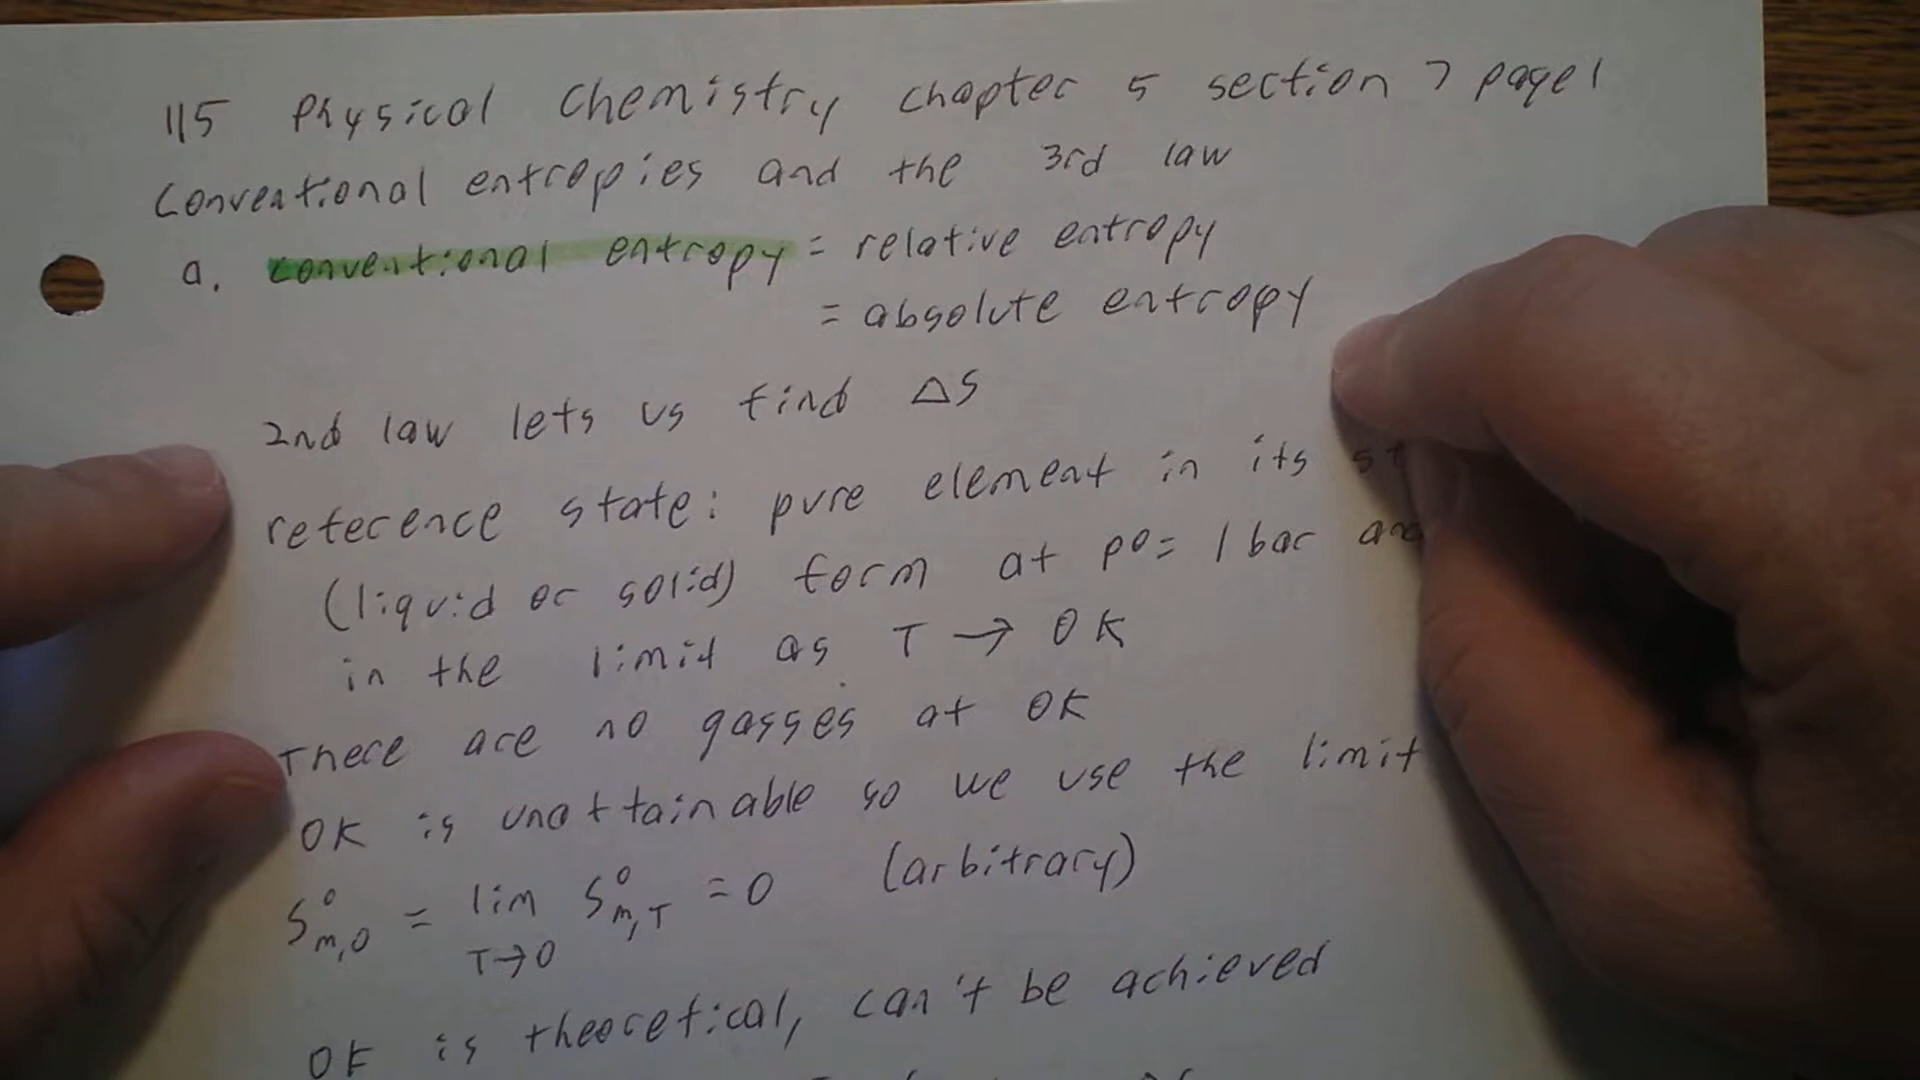 115 Physical Chemistry chapter 5 section 7 page 1
Conventional entropies and the 3rd law
a. conventional entropy = relative entropy
= absolute entropy
2nd law lets us find ΔS
reference state: pure element in its
(liquid or solid) form at P° = 1 bar and
in the limit as T → 0K
There are no gasses at 0K
0K is unattainable so we use the limit
S°m,0 = lim T→0 S°m,T = 0 (arbitrary)
0K is theoretical, can't be achieved